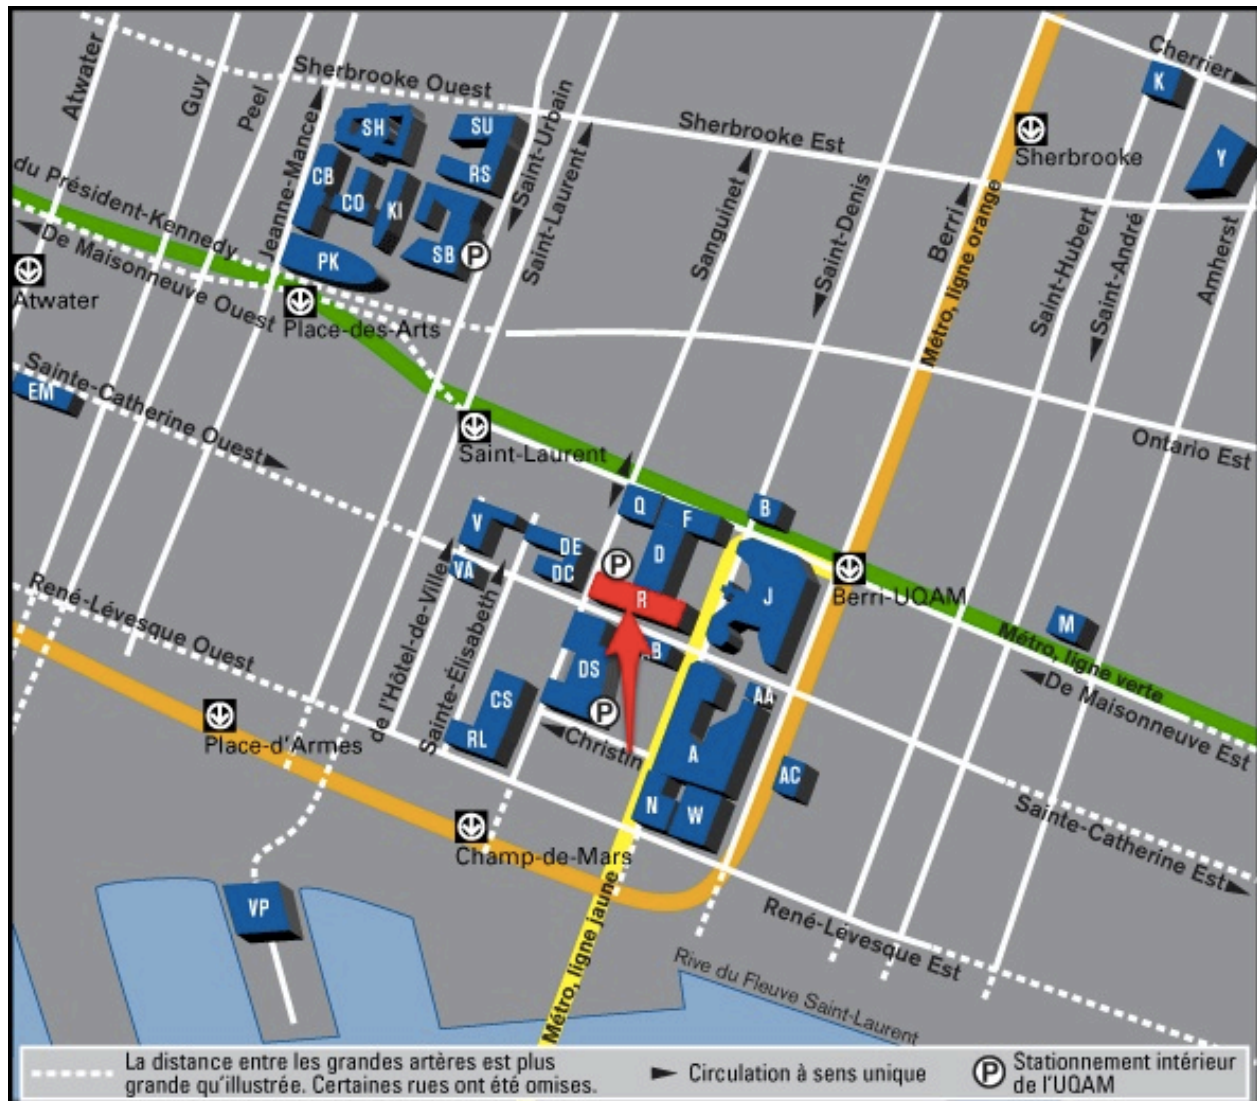 Atwater
Guy
Peel
Sherbrooke Ouest
Jeanne-Mance
Saint-Urbain
Saint-Laurent
Sherbrooke Est
Cherrier
K
Y
Sherbrooke
SH
SU
RS
CB
CO
KI
SB
P
PK
du Président-Kennedy
De Maisonneuve Ouest
Atwater
Place-des-Arts
Sanguinet
Saint-Denis
Berri
Métro, ligne orange
Saint-Hubert
Saint-André
Amherst
EM
Sainte-Catherine Ouest
Saint-Laurent
Ontario Est
V
VA
DE
DC
Q
F
D
B
P
R
J
Berri-UQAM
M
Métro, ligne verte
De Maisonneuve Est
René-Lévesque Ouest
de l'Hôtel-de-Ville
Sainte-Élisabeth
DS
AA
CS
RL
P
Christin
A
AC
N
W
Place-d'Armes
Champ-de-Mars
Sainte-Catherine Est
René-Lévesque Est
VP
Métro, ligne jaune
Rive du Fleuve Saint-Laurent
La distance entre les grandes artères est plus
grande qu'illustrée. Certaines rues ont été omises.
Circulation à sens unique
P
Stationnement intérieur
de l'UQAM